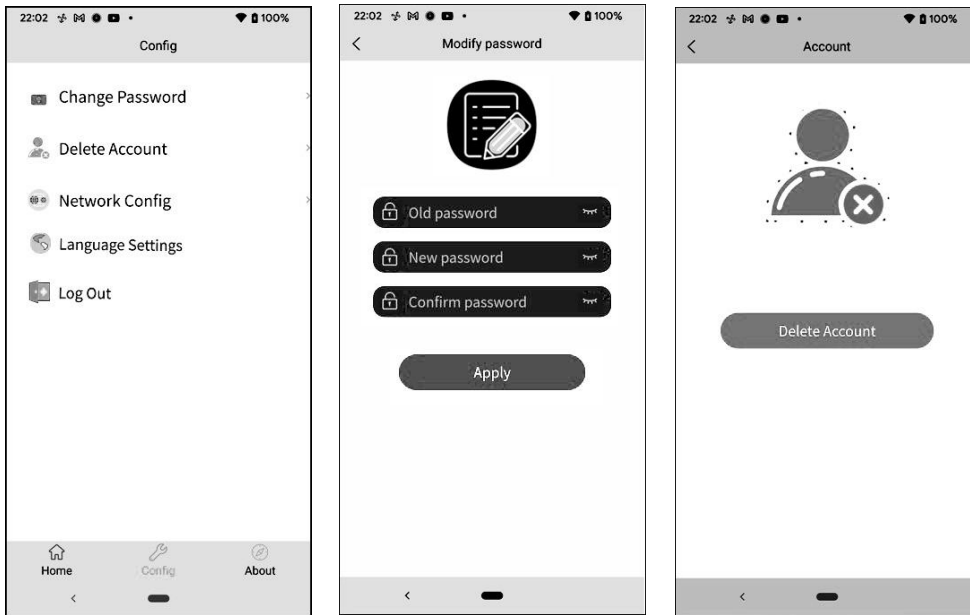 22:02 100%
Config
Change Password
Delete Account
Network Config
Language Settings
Log Out
Home Config About
22:02 100%
Modify password
Old password
New password
Confirm password
Apply
22:02 100%
Account
Delete Account